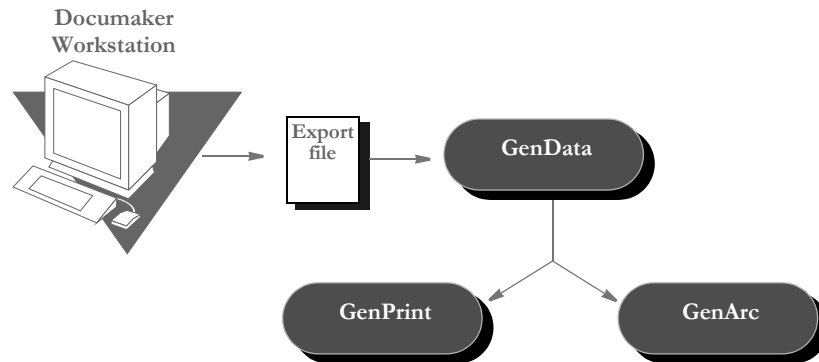 Documaker
Workstation
Export
file
GenData
GenPrint
GenArc